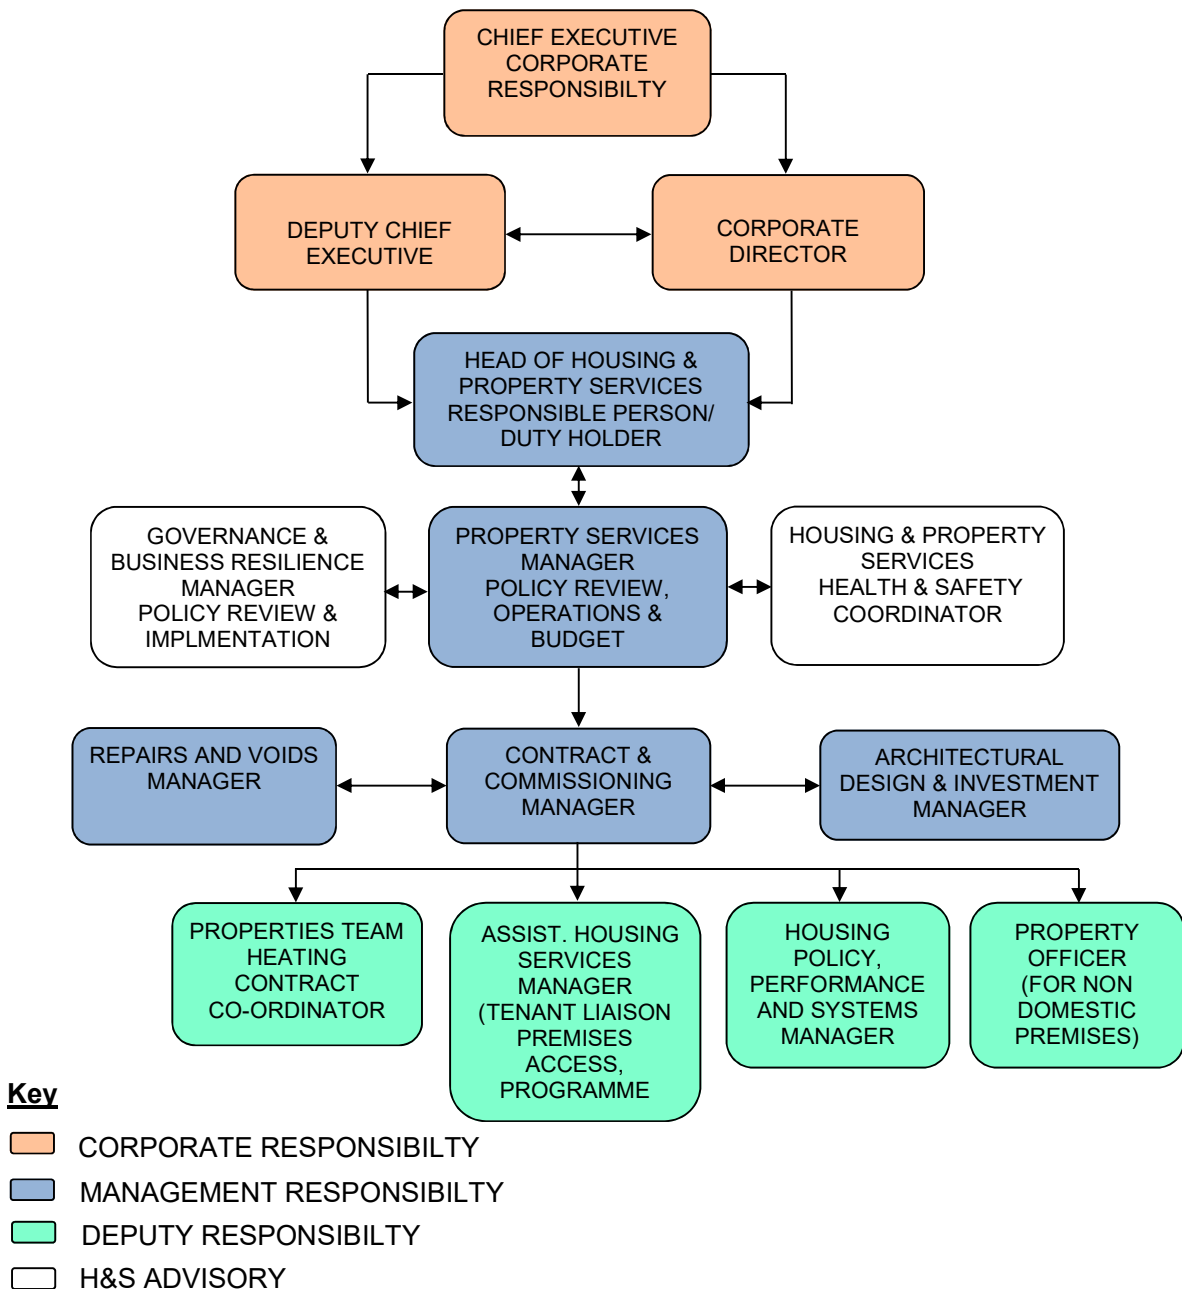 CHIEF EXECUTIVE
CORPORATE
RESPONSIBILTY
DEPUTY CHIEF
EXECUTIVE
CORPORATE
DIRECTOR
HEAD OF HOUSING &
PROPERTY SERVICES
RESPONSIBLE PERSON/
DUTY HOLDER
GOVERNANCE &
BUSINESS RESILIENCE
MANAGER
POLICY REVIEW &
IMPLMENTATION
PROPERTY SERVICES
MANAGER
POLICY REVIEW,
OPERATIONS &
BUDGET
HOUSING & PROPERTY
SERVICES
HEALTH & SAFETY
COORDINATOR
REPAIRS AND VOIDS
MANAGER
CONTRACT &
COMMISSIONING
MANAGER
ARCHITECTURAL
DESIGN & INVESTMENT
MANAGER
PROPERTIES TEAM
HEATING
CONTRACT
CO-ORDINATOR
ASSIST. HOUSING
SERVICES
MANAGER
(TENANT LIAISON
PREMISES
ACCESS,
PROGRAMME
HOUSING
POLICY,
PERFORMANCE
AND SYSTEMS
MANAGER
PROPERTY
OFFICER
(FOR NON
DOMESTIC
PREMISES)
Key
CORPORATE RESPONSIBILTY
MANAGEMENT RESPONSIBILTY
DEPUTY RESPONSIBILTY
H&S ADVISORY